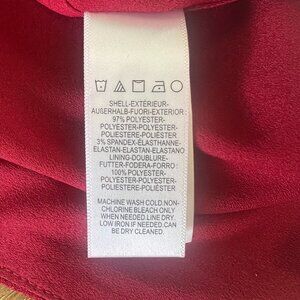 SHELL-EXTÉRIEUR-
AUßERHALB-FUORI-EXTERIOR :
97% POLYESTER-
POLYESTER-POLYESTER-
POLIESTERE-POLIÉSTER
3% SPANDEX-ÉLASTHANNE-
ELASTAN-ELASTAN-ELASTANO
LINING-DOUBLURE-
FUTTER-FODERA-FORRO :
100% POLYESTER-
POLYESTER-POLYESTER-
POLIESTERE-POLIÉSTER
MACHINE WASH COLD.NON-
CHLORINE BLEACH ONLY
WHEN NEEDED.LINE DRY.
LOW IRON IF NEEDED.CAN
BE DRY CLEANED.